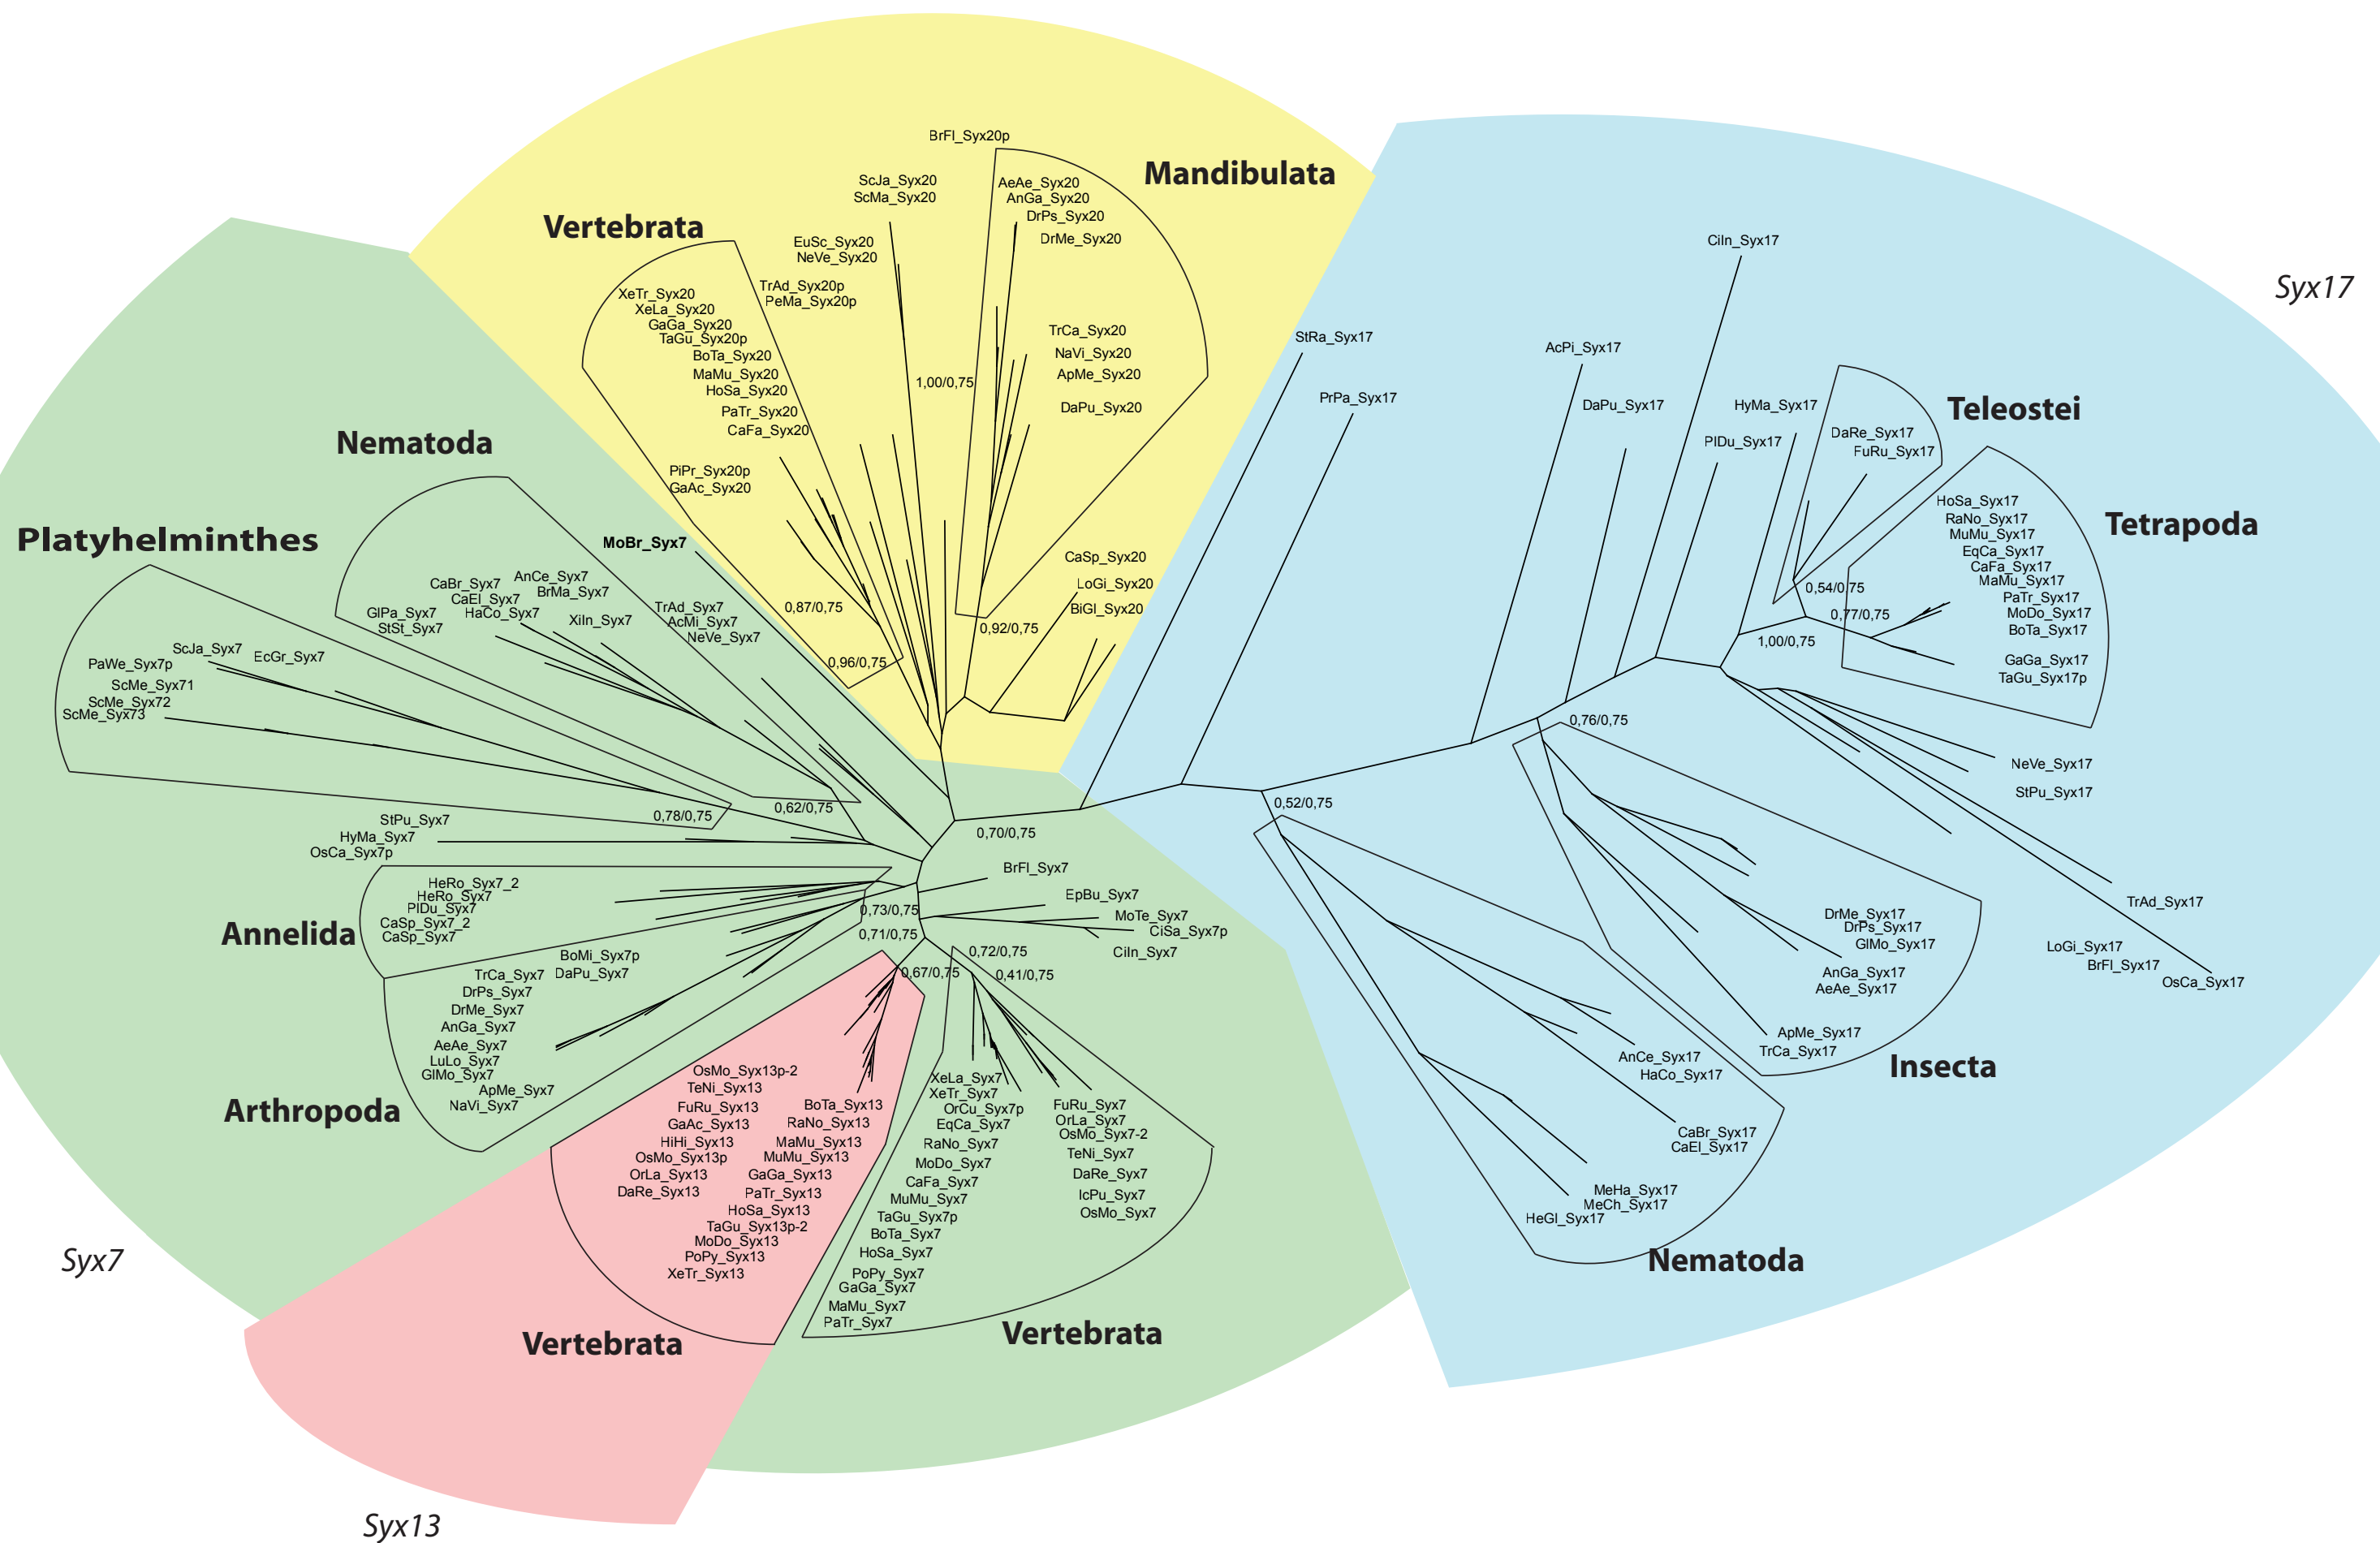 BrFl_Syx20p
Mandibulata
ScJa_Syx20
ScMa_Syx20
AeAe_Syx20
AnGa_Syx20
DrPs_Syx20
DrMe_Syx20
Vertebrata
EuSc_Syx20
NeVe_Syx20
TrAd_Syx20p
PeMa_Syx20p
XeTr_Syx20
XeLa_Syx20
GaGa_Syx20
TaGu_Syx20p
BoTa_Syx20
MaMu_Syx20
HoSa_Syx20
PaTr_Syx20
CaFa_Syx20
PiPr_Syx20p
GaAc_Syx20
1,00/0,75
TrCa_Syx20
NaVi_Syx20
ApMe_Syx20
DaPu_Syx20
CaSp_Syx20
LoGi_Syx20
BiGl_Syx20
0,87/0,75
0,96/0,75
0,92/0,75
Syx17
CiIn_Syx17
StRa_Syx17
PrPa_Syx17
AcPi_Syx17
DaPu_Syx17
HyMa_Syx17
PlDu_Syx17
Teleostei
DaRe_Syx17
FuRu_Syx17
Tetrapoda
HoSa_Syx17
RaNo_Syx17
MuMu_Syx17
EqCa_Syx17
CaFa_Syx17
MaMu_Syx17
PaTr_Syx17
MoDo_Syx17
BoTa_Syx17
GaGa_Syx17
TaGu_Syx17p
0,54/0,75
0,77/0,75
1,00/0,75
0,76/0,75
0,52/0,75
NeVe_Syx17
StPu_Syx17
TrAd_Syx17
LoGi_Syx17
BrFl_Syx17
OsCa_Syx17
DrMe_Syx17
DrPs_Syx17
GlMo_Syx17
AnGa_Syx17
AeAe_Syx17
ApMe_Syx17
TrCa_Syx17
Insecta
AnCe_Syx17
HaCo_Syx17
CaBr_Syx17
CaEl_Syx17
MeHa_Syx17
MeCh_Syx17
HeGl_Syx17
Nematoda
Nematoda
Platyhelminthes
MoBr_Syx7
CaBr_Syx7
AnCe_Syx7
CaEl_Syx7
BrMa_Syx7
GlPa_Syx7
HaCo_Syx7
StSt_Syx7
XiIn_Syx7
TrAd_Syx7
AcMi_Syx7
NeVe_Syx7
ScJa_Syx7
EcGr_Syx7
PaWe_Syx7p
ScMe_Syx71
ScMe_Syx72
ScMe_Syx73
0,78/0,75
0,62/0,75
0,70/0,75
StPu_Syx7
HyMa_Syx7
OsCa_Syx7p
HeRo_Syx7_2
HeRo_Syx7
PlDu_Syx7
CaSp_Syx7_2
CaSp_Syx7
Annelida
BrFl_Syx7
EpBu_Syx7
MoTe_Syx7
CiSa_Syx7p
CiIn_Syx7
0,73/0,75
0,71/0,75
0,72/0,75
0,67/0,75
0,41/0,75
BoMi_Syx7p
TrCa_Syx7
DaPu_Syx7
DrPs_Syx7
DrMe_Syx7
AnGa_Syx7
AeAe_Syx7
LuLo_Syx7
GlMo_Syx7
ApMe_Syx7
NaVi_Syx7
Arthropoda
OsMo_Syx13p-2
TeNi_Syx13
FuRu_Syx13
GaAc_Syx13
HiHi_Syx13
OsMo_Syx13p
OrLa_Syx13
DaRe_Syx13
BoTa_Syx13
RaNo_Syx13
MaMu_Syx13
MuMu_Syx13
GaGa_Syx13
PaTr_Syx13
HoSa_Syx13
TaGu_Syx13p-2
MoDo_Syx13
PoPy_Syx13
XeTr_Syx13
XeLa_Syx7
XeTr_Syx7
OrCu_Syx7p
EqCa_Syx7
RaNo_Syx7
MoDo_Syx7
CaFa_Syx7
MuMu_Syx7
TaGu_Syx7p
BoTa_Syx7
HoSa_Syx7
PoPy_Syx7
GaGa_Syx7
MaMu_Syx7
PaTr_Syx7
FuRu_Syx7
OrLa_Syx7
OsMo_Syx7-2
TeNi_Syx7
DaRe_Syx7
IcPu_Syx7
OsMo_Syx7
Syx7
Vertebrata
Vertebrata
Syx13